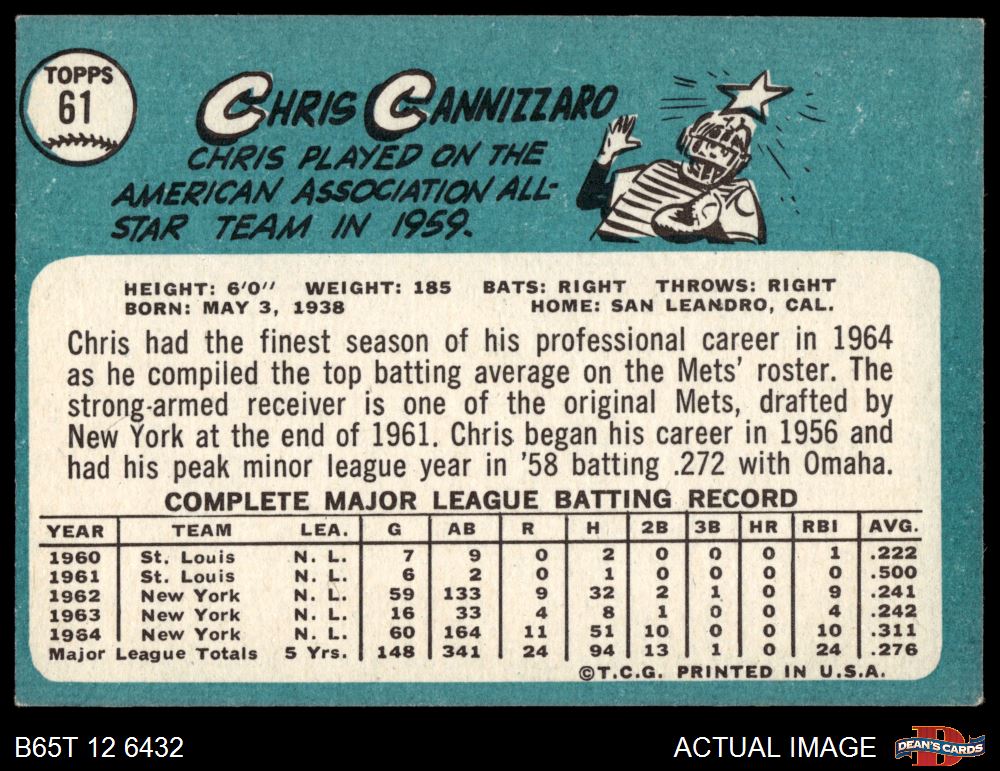 TOPPS
61
CHRIS CANNIZZARO
CHRIS PLAYED ON THE
AMERICAN ASSOCIATION ALL-
STAR TEAM IN 1959.
HEIGHT: 6'0" WEIGHT: 185 BATS: RIGHT THROWS: RIGHT
BORN: MAY 3, 1938 HOME: SAN LEANDRO, CAL.
Chris had the finest season of his professional career in 1964
as he compiled the top batting average on the Mets' roster. The
strong-armed receiver is one of the original Mets, drafted by
New York at the end of 1961. Chris began his career in 1956 and
had his peak minor league year in '58 batting .272 with Omaha.
COMPLETE MAJOR LEAGUE BATTING RECORD
YEAR TEAM LEA. G AB R H 2B 3B HR RBI AVG.
1960 St. Louis N. L. 7 9 0 2 0 0 0 1 .222
1961 St. Louis N. L. 6 2 0 1 0 0 0 0 .500
1962 New York N. L. 59 133 9 32 2 1 0 9 .241
1963 New York N. L. 16 33 4 8 1 0 0 4 .242
1964 New York N. L. 60 164 11 51 10 0 0 10 .311
Major League Totals 5 Yrs. 148 341 24 94 13 1 0 24 .276
©T.C.G. PRINTED IN U.S.A.
B65T 12 6432
ACTUAL IMAGE
DEAN'S CARDS